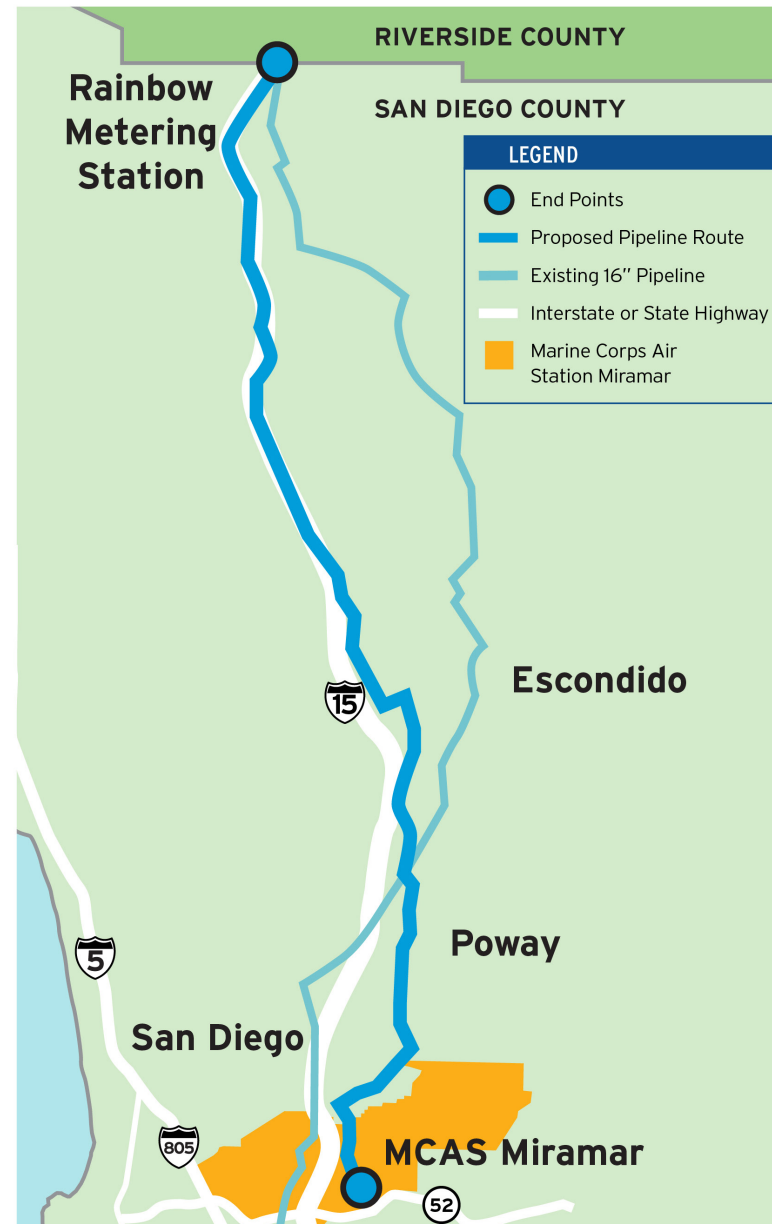 RIVERSIDE COUNTY
Rainbow
Metering
Station
SAN DIEGO COUNTY
LEGEND
End Points
Proposed Pipeline Route
Existing 16” Pipeline
Interstate or State Highway
Marine Corps Air
Station Miramar
Escondido
15
Poway
5
San Diego
805
MCAS Miramar
52